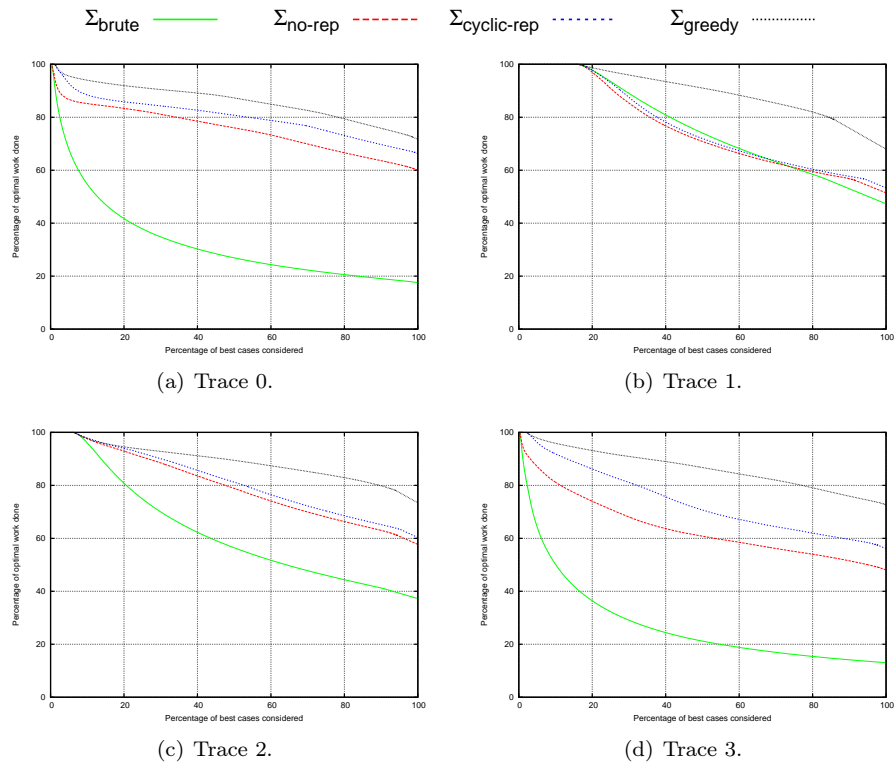 Σbrute Σno-rep Σcyclic-rep Σgreedy
Percentage of optimal work done
100
80
60
40
20
0
0 20 40 60 80 100
Percentage of best cases considered
(a) Trace 0.
Percentage of optimal work done
100
80
60
40
20
0
0 20 40 60 80 100
Percentage of best cases considered
(b) Trace 1.
Percentage of optimal work done
100
80
60
40
20
0
0 20 40 60 80 100
Percentage of best cases considered
(c) Trace 2.
Percentage of optimal work done
100
80
60
40
20
0
0 20 40 60 80 100
Percentage of best cases considered
(d) Trace 3.